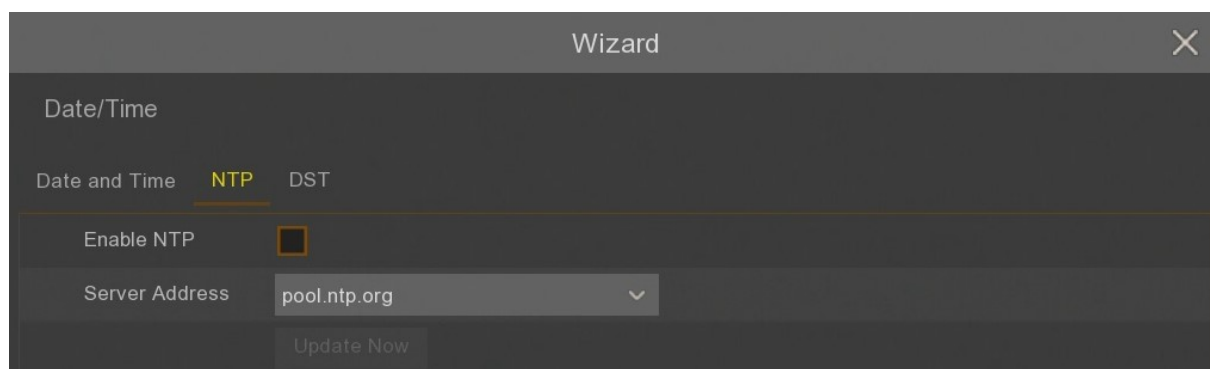 Wizard
Date/Time
Date and Time NTP DST
Enable NTP
Server Address pool.ntp.org
Update Now